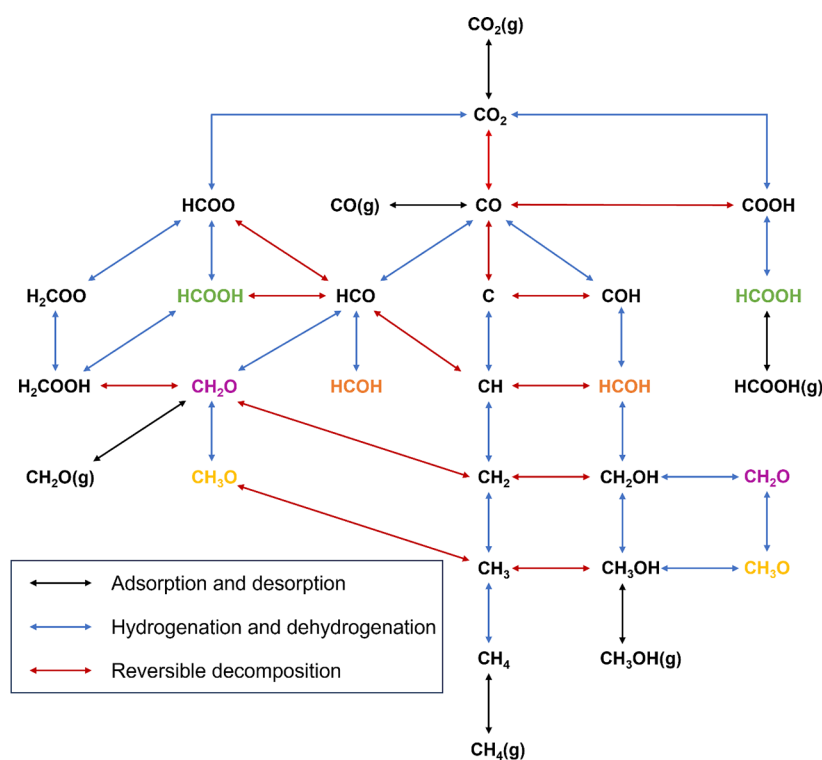 CO₂(g)
CO₂
HCOO CO(g) CO COOH
H₂COO HCOOH HCO C COH HCOOH
H₂COOH CH₂O HCOH CH HCOH HCOOH(g)
CH₂O(g) CH₃O CH₂ CH₂OH CH₂O
CH₃ CH₃OH CH₃O
Adsorption and desorption
Hydrogenation and dehydrogenation
CH₄ CH₃OH(g)
Reversible decomposition
CH₄(g)